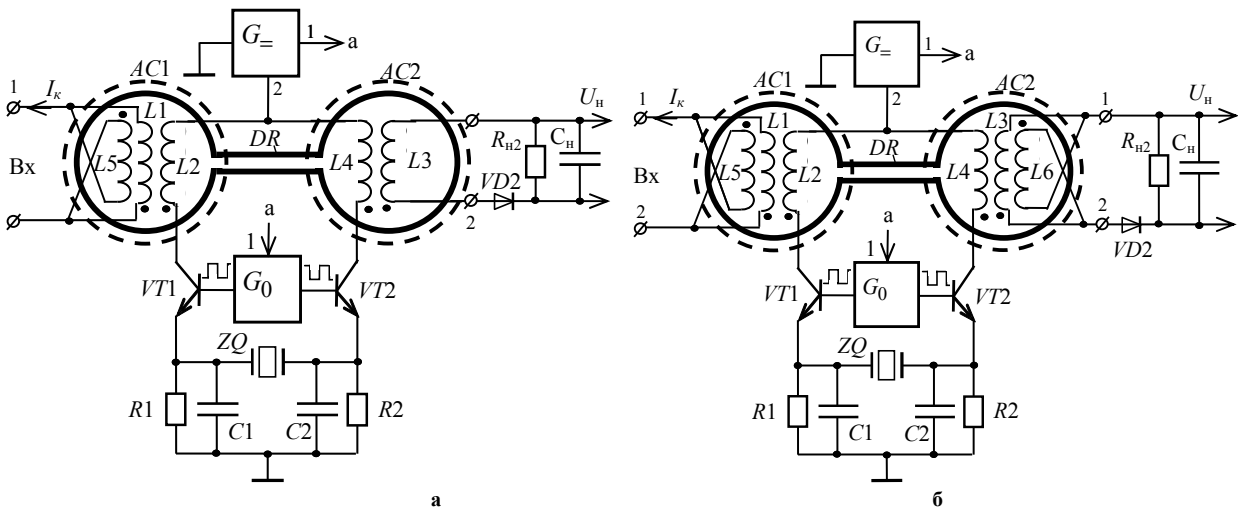 G=
1
a
2
AC1
AC2
1
Iк
L1
Uн
Вх
L5
L2
DR
L4
L3
Rн2
Cн
VD2
2
a
1
VT1
G0
VT2
ZQ
R1
C1
C2
R2
а
G=
1
a
2
AC1
AC2
1
Iк
L1
L3
1
Uн
Вх
L5
L2
DR
L4
L6
Rн2
Cн
2
2
VD2
a
1
VT1
G0
VT2
ZQ
R1
C1
C2
R2
б